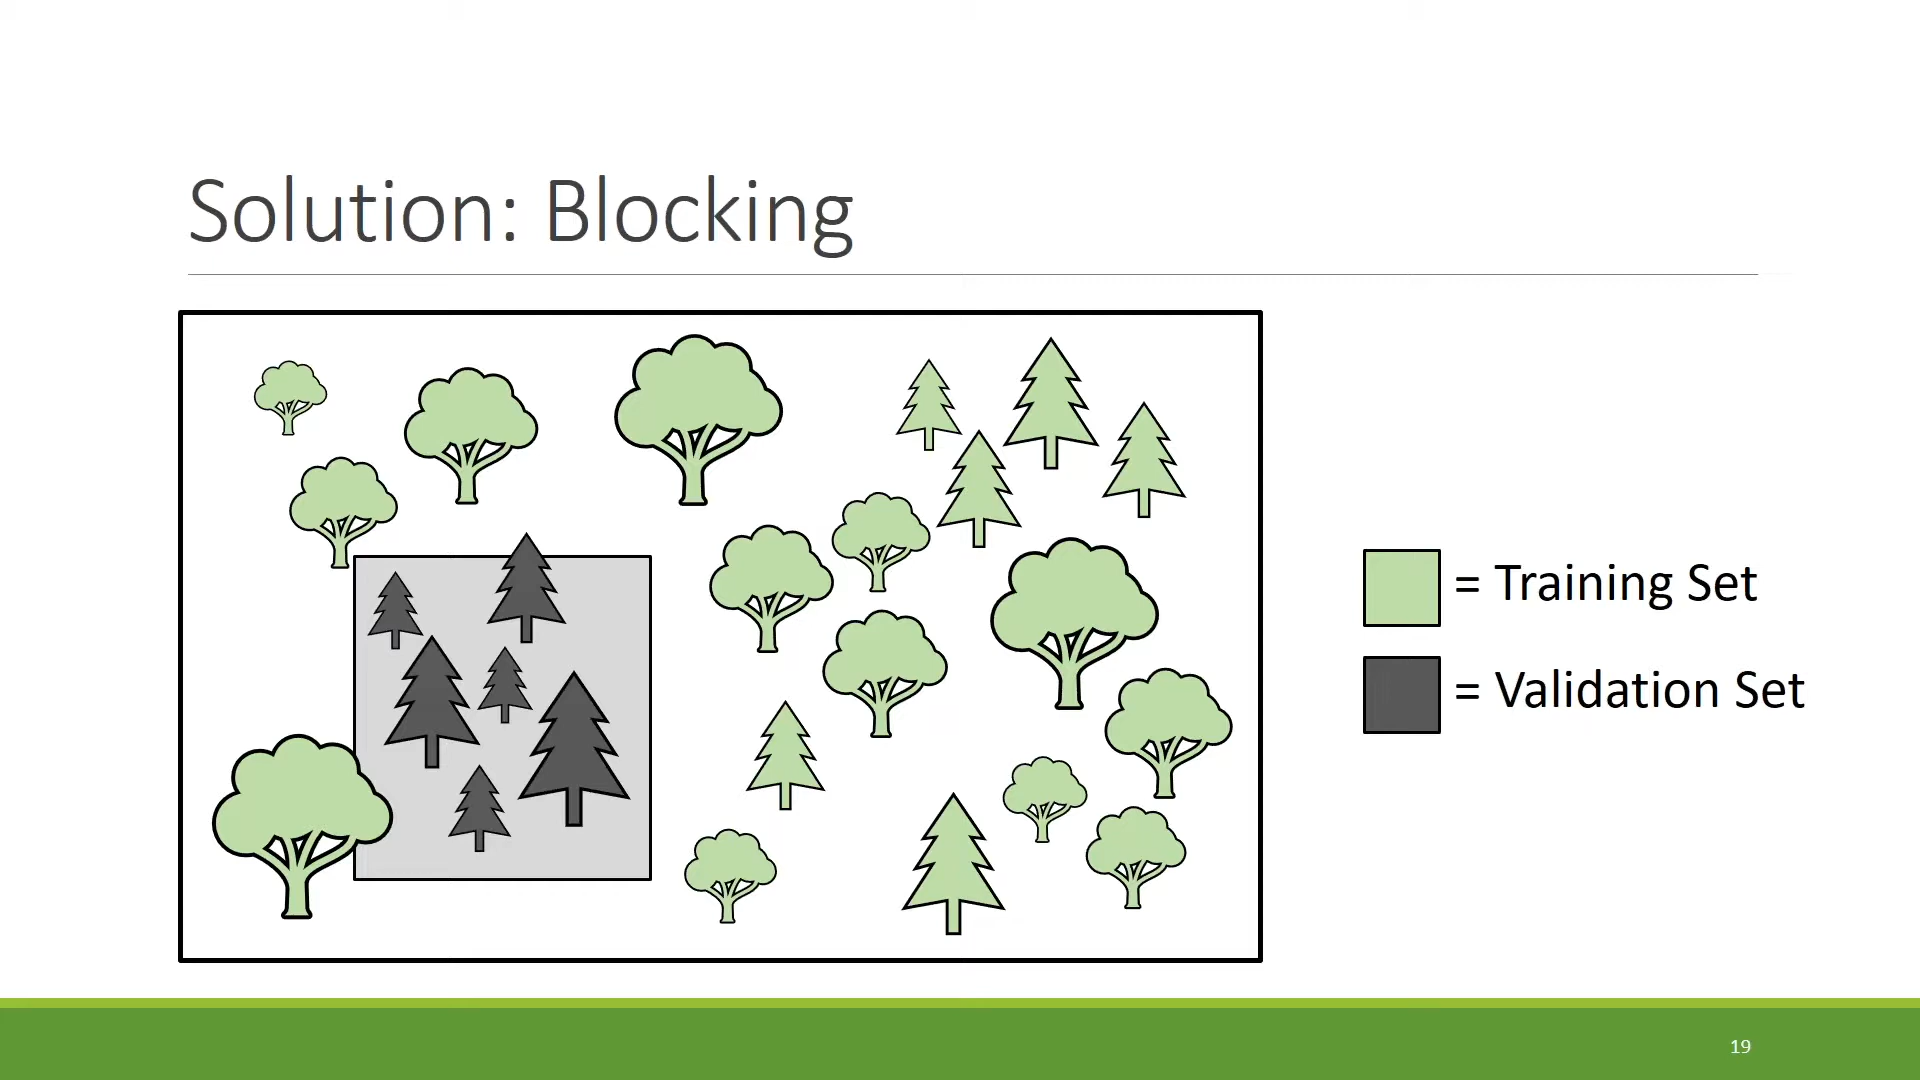 Solution: Blocking
= Training Set
= Validation Set
19